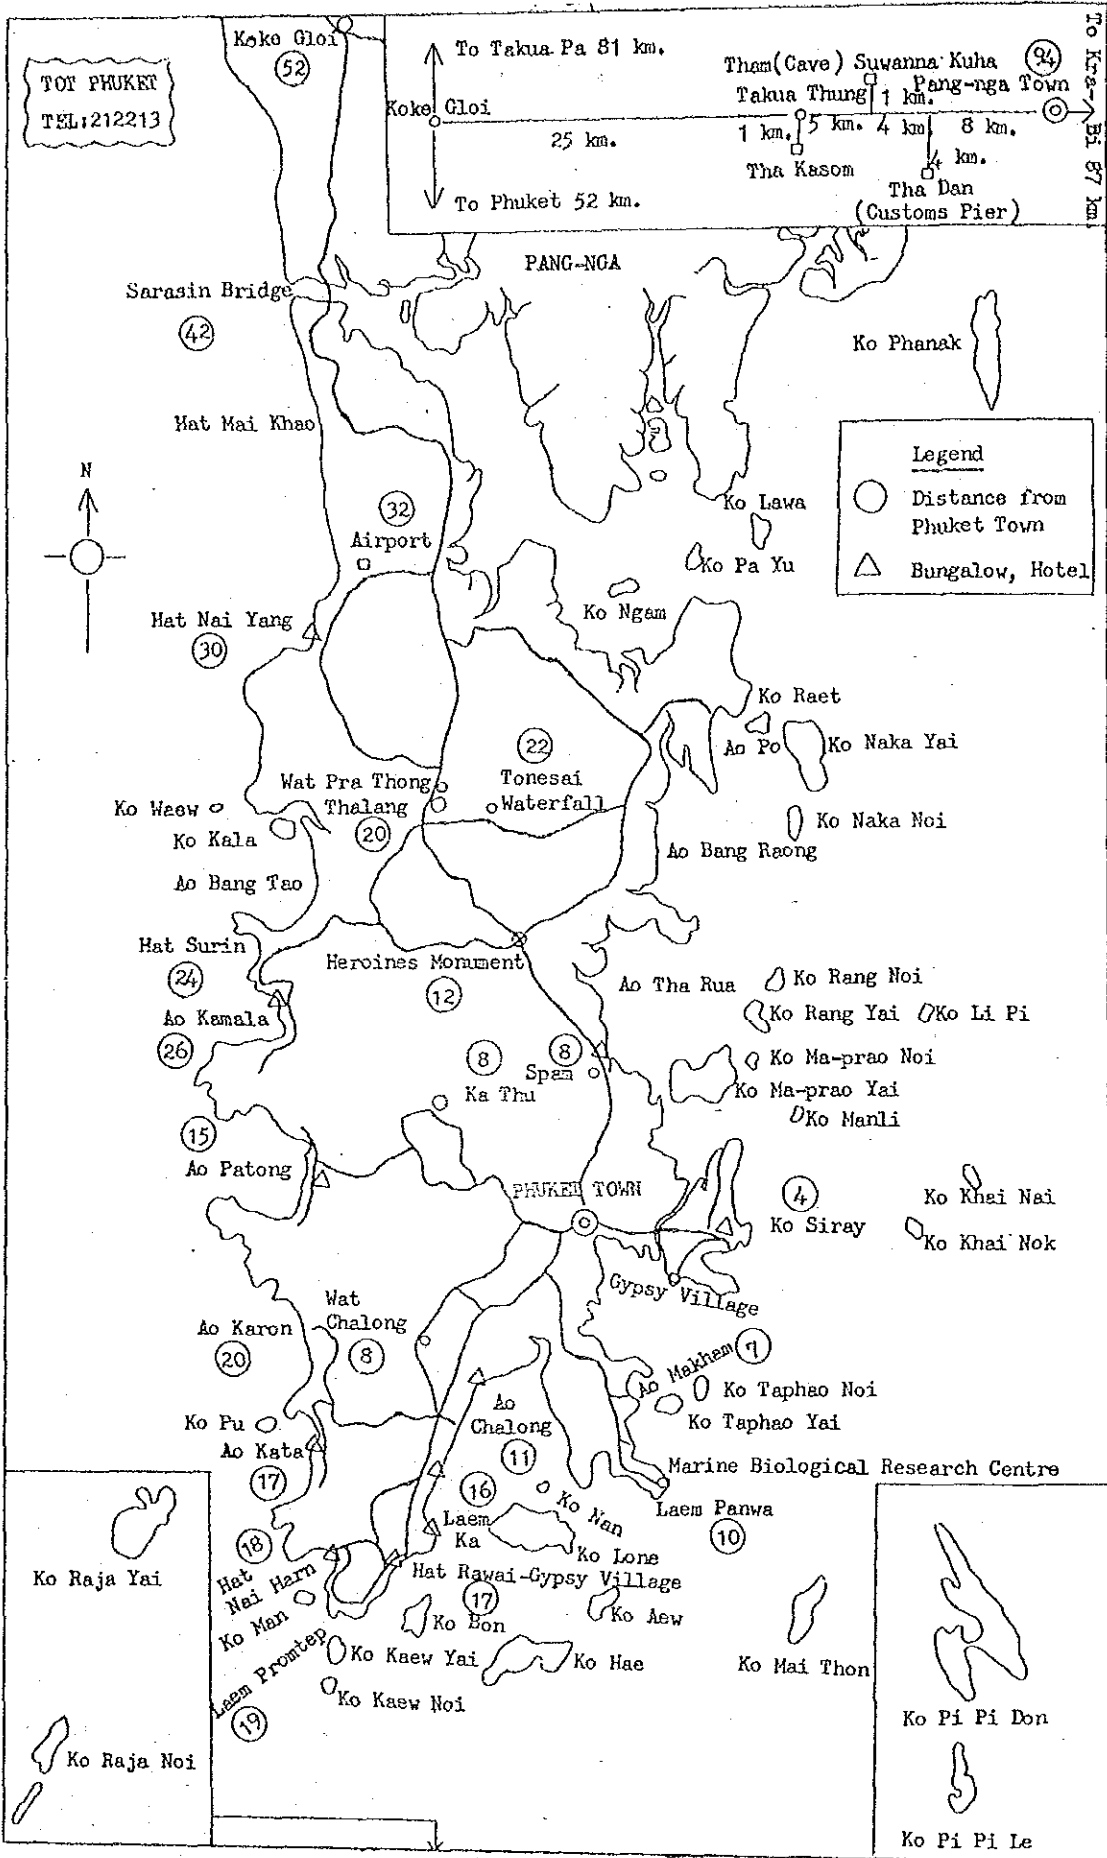 TOT PHUKET
TEL:212213
Koke Gloi
52
To Takua Pa 81 km.
Koke Gloi
25 km.
To Phuket 52 km.
Tham(Cave) Suwanna Kuha
94
Takua Thung
1 km.
Pang-nga Town
1 km.
5 km.
4 km
8 km.
Tha Kasom
4 km.
Tha Dan
(Customs Pier)
To Kra-Bi 87 km.
PANG-NGA
Sarasin Bridge
42
Ko Phanak
Hat Mai Khao
Legend
Distance from
Phuket Town
Bungalow, Hotel
N
32
Airport
Ko Lawa
Ko Pa Yu
Ko Ngam
Hat Nai Yang
30
Ko Raet
Ao Po
Ko Naka Yai
22
Tonesai
Waterfall
Wat Pra Thong
Thalang
20
Ko Waew
Ko Kala
Ko Naka Noi
Ao Bang Raong
Ao Bang Tao
Hat Surin
24
Heroines Monument
12
Ao Tha Rua
Ko Rang Noi
Ko Rang Yai
Ko Li Pi
Ao Kamala
26
8
Ka Thu
8
Spam
Ko Ma-prao Noi
Ko Ma-prao Yai
Ko Manli
15
Ao Patong
PHUKET TOWN
4
Ko Siray
Ko Khai Nai
Ko Khai Nok
Gypsy Village
Wat
Chalong
8
Ao Karon
20
Ao Makham
7
Ko Taphao Noi
Ko Taphao Yai
Ko Pu
Ao Kata
17
Ao
Chalong
11
Marine Biological Research Centre
Laem Panwa
10
16
Laem
Ka
Ko Nan
Ko Lone
18
Hat
Nai Harn
Hat Rawai-Gypsy Village
17
Ko Man
Ko Bon
Ko Aew
Laem Promtep
19
Ko Kaew Yai
Ko Kaew Noi
Ko Hae
Ko Mai Thon
Ko Raja Yai
Ko Raja Noi
Ko Pi Pi Don
Ko Pi Pi Le